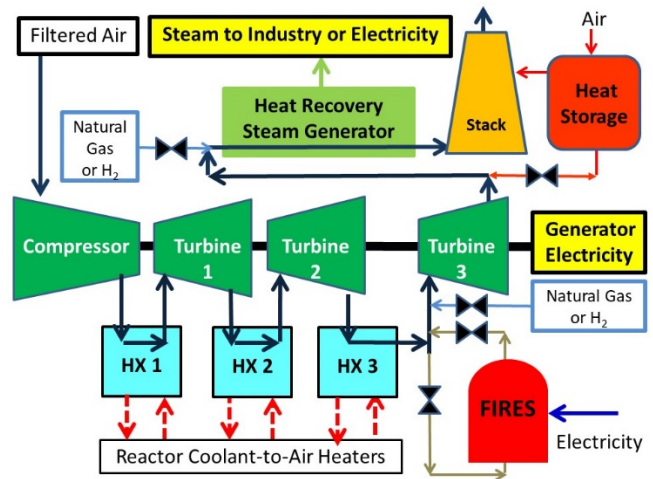 Filtered Air
Steam to Industry or Electricity
Air
Heat Recovery
Steam Generator
Stack
Heat
Storage
Natural
Gas
or H₂
Compressor
Turbine
1
Turbine
2
Turbine
3
Generator
Electricity
Natural Gas
or H₂
HX 1
HX 2
HX 3
FIRES
Electricity
Reactor Coolant-to-Air Heaters